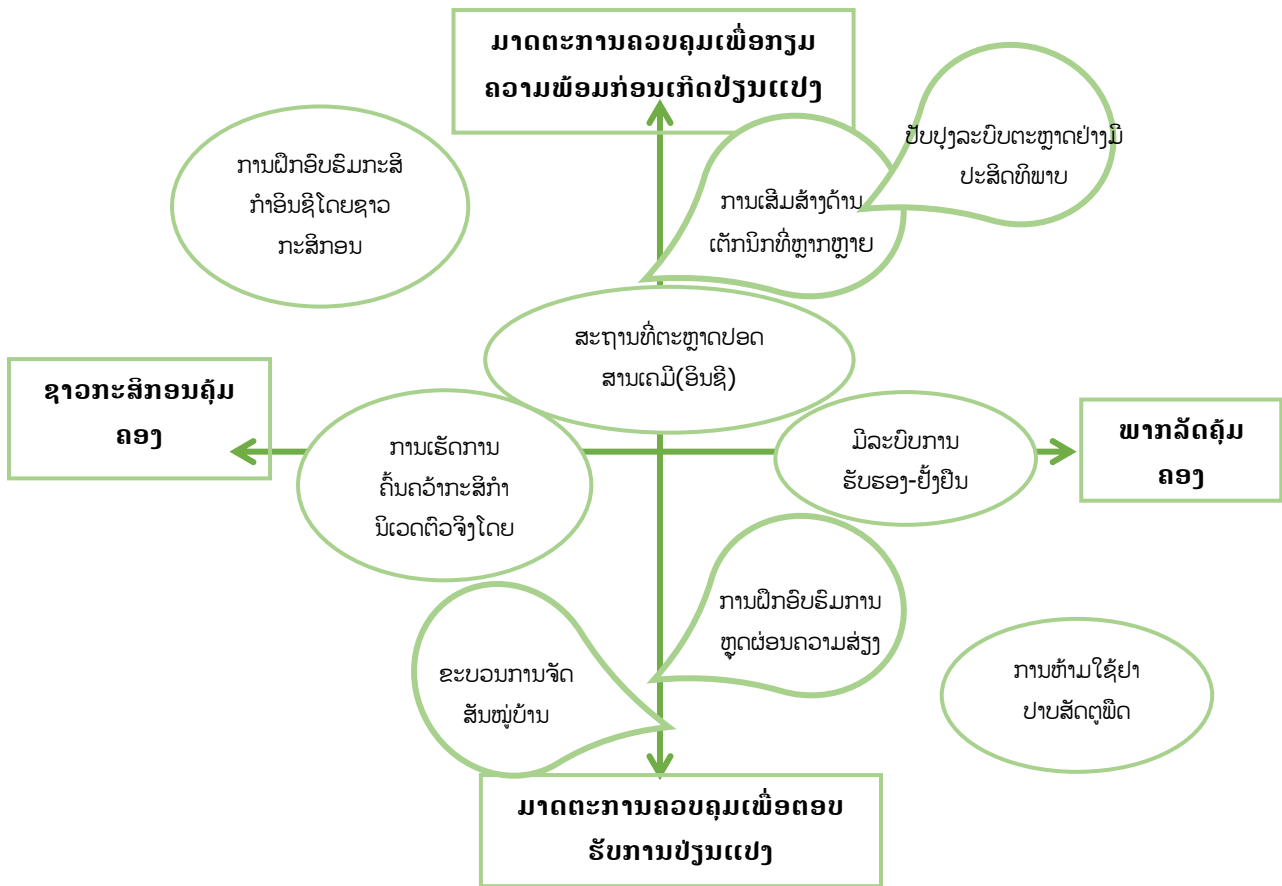 ມາດຕະການຄວບຄຸມເພື່ອກຽມ
ຄວາມພ້ອມກ່ອນເກີດປ່ຽນແປງ
ປັບປຸງລະບົບຕະຫຼາດຢ່າງມີ
ປະສິດທິພາບ
ການຝຶກອົບຮົມກະສິ
ກຳອິນຊີໂດຍຊາວ
ກະສິກອນ
ການເສີມສ້າງດ້ານ
ເຕັກນິກທີ່ຫຼາກຫຼາຍ
ສະຖານທີ່ຕະຫຼາດປອດ
ສານເຄມີ(ອິນຊີ)
ຊາວກະສິກອນຄຸ້ມ
ຄອງ
ການເຮັດການ
ຄົ້ນຄວ້າກະສິກຳ
ນິເວດຕົວຈິງໂດຍ
ມີລະບົບການ
ຮັບຮອງ-ຢັ້ງຢືນ
ພາກລັດຄຸ້ມ
ຄອງ
ການຝຶກອົບຮົມການ
ຫຼຸດຜ່ອນຄວາມສ່ຽງ
ຂະບວນການຈັດ
ສັນໝູ່ບ້ານ
ການຫ້າມໃຊ້ຢາ
ປາບສັດຕູພືດ
ມາດຕະການຄວບຄຸມເພື່ອຕອບ
ຮັບການປ່ຽນແປງ